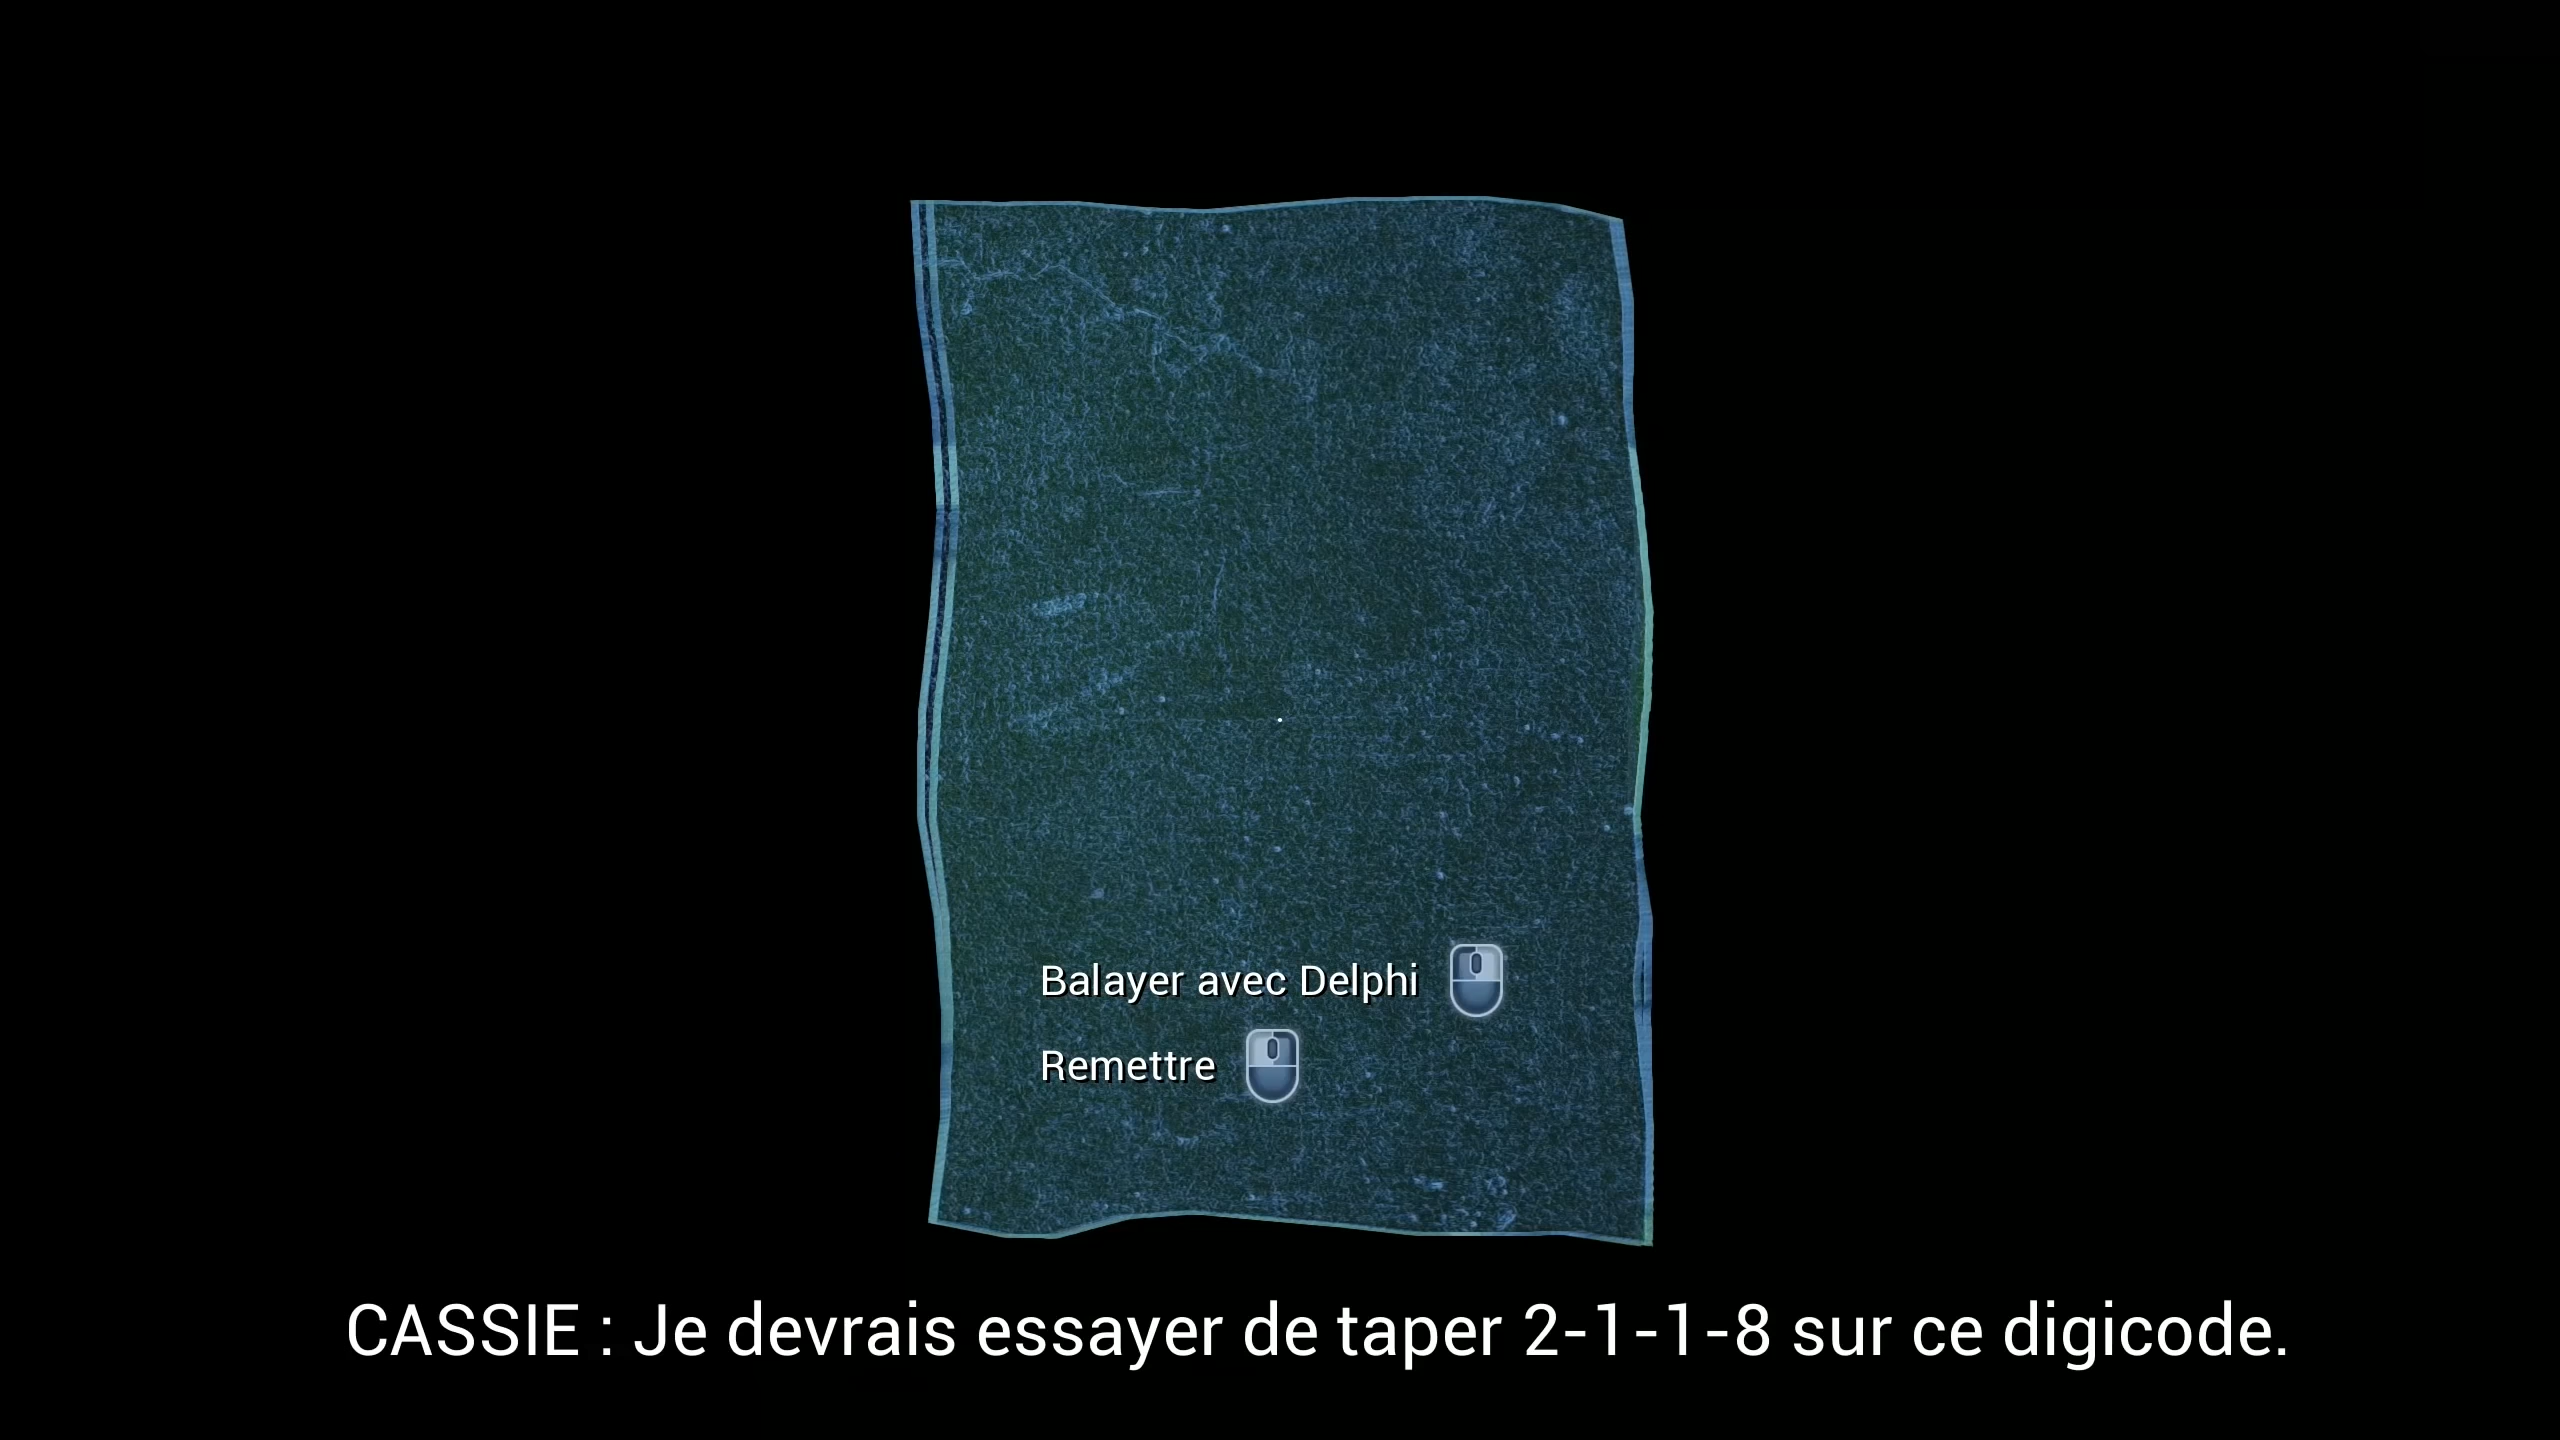 Balayer avec Delphi
Remettre
CASSIE : Je devrais essayer de taper 2-1-1-8 sur ce digicode.